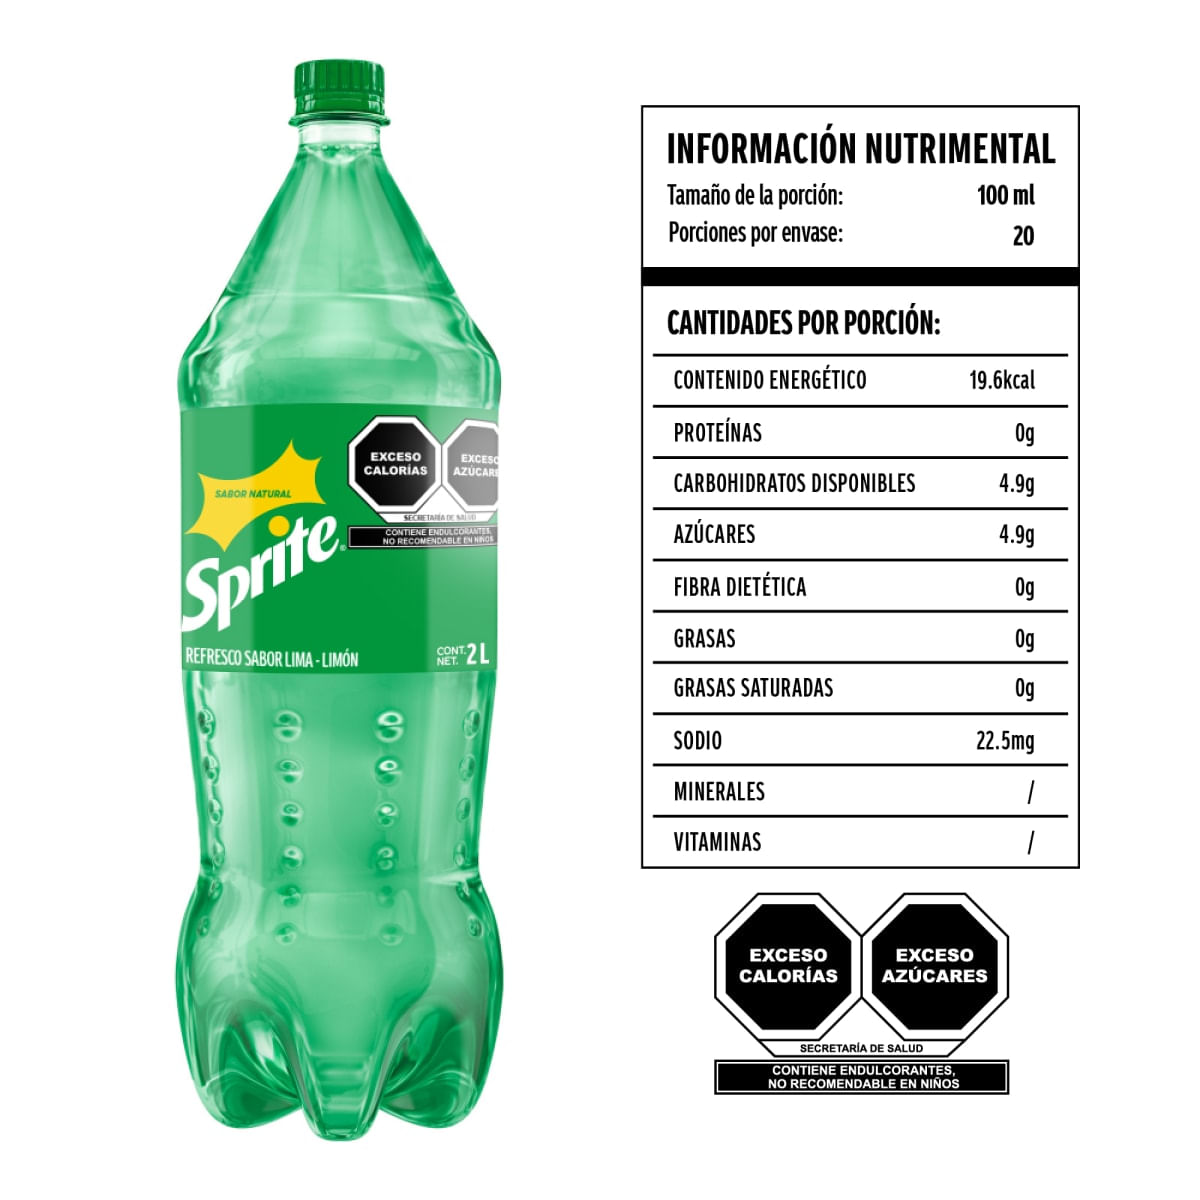 SABOR NATURAL
Sprite®
REFRESCO SABOR LIMA - LIMÓN
CONT. NET. 2 L
EXCESO CALORÍAS
EXCESO AZÚCARES
SECRETARÍA DE SALUD
CONTIENE ENDULCORANTES,
NO RECOMENDABLE EN NIÑOS
INFORMACIÓN NUTRIMENTAL
Tamaño de la porción: 100 ml
Porciones por envase: 20
CANTIDADES POR PORCIÓN:
CONTENIDO ENERGÉTICO 19.6kcal
PROTEÍNAS 0g
CARBOHIDRATOS DISPONIBLES 4.9g
AZÚCARES 4.9g
FIBRA DIETÉTICA 0g
GRASAS 0g
GRASAS SATURADAS 0g
SODIO 22.5mg
MINERALES /
VITAMINAS /
EXCESO CALORÍAS
EXCESO AZÚCARES
SECRETARÍA DE SALUD
CONTIENE ENDULCORANTES,
NO RECOMENDABLE EN NIÑOS